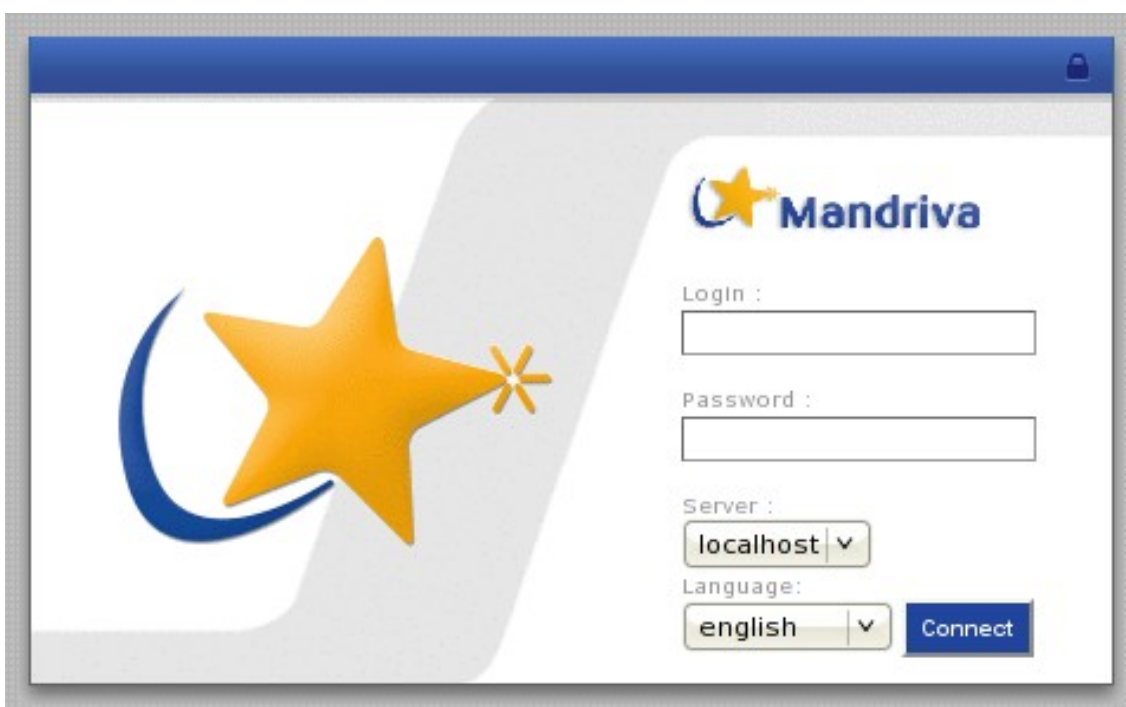 Mandriva
Login :
Password :
Server :
localhost
Language:
english
Connect